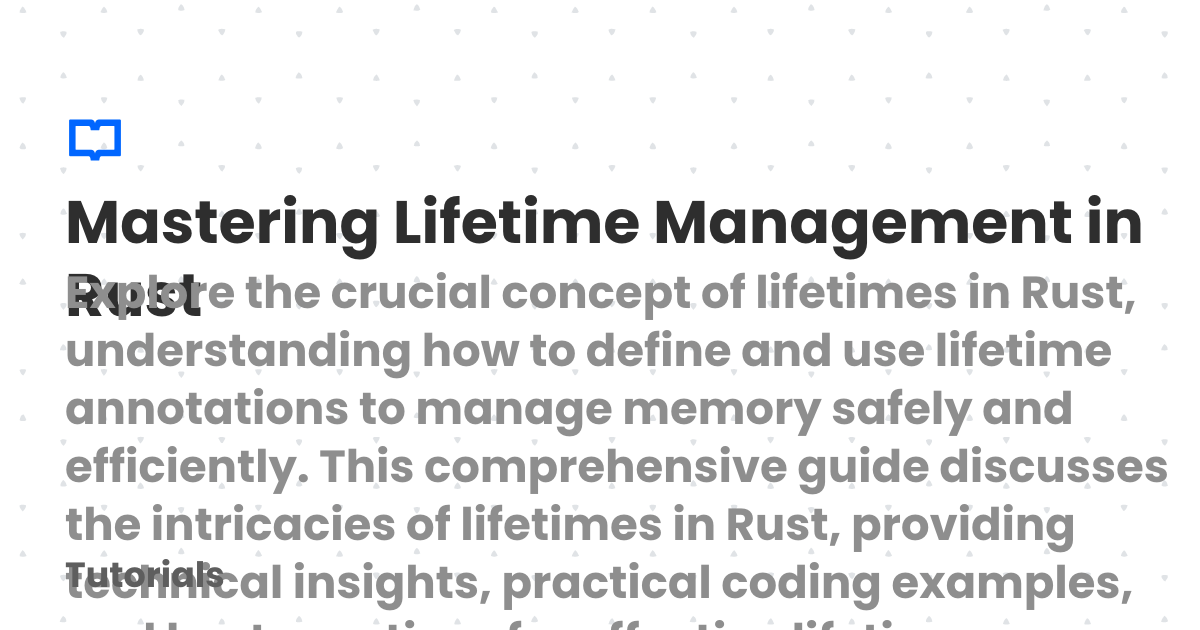 Mastering Lifetime Management in
Rust
Explore the crucial concept of lifetimes in Rust,
understanding how to define and use lifetime
annotations to manage memory safely and
efficiently. This comprehensive guide discusses
the intricacies of lifetimes in Rust, providing
Tutorials
technical insights, practical coding examples,